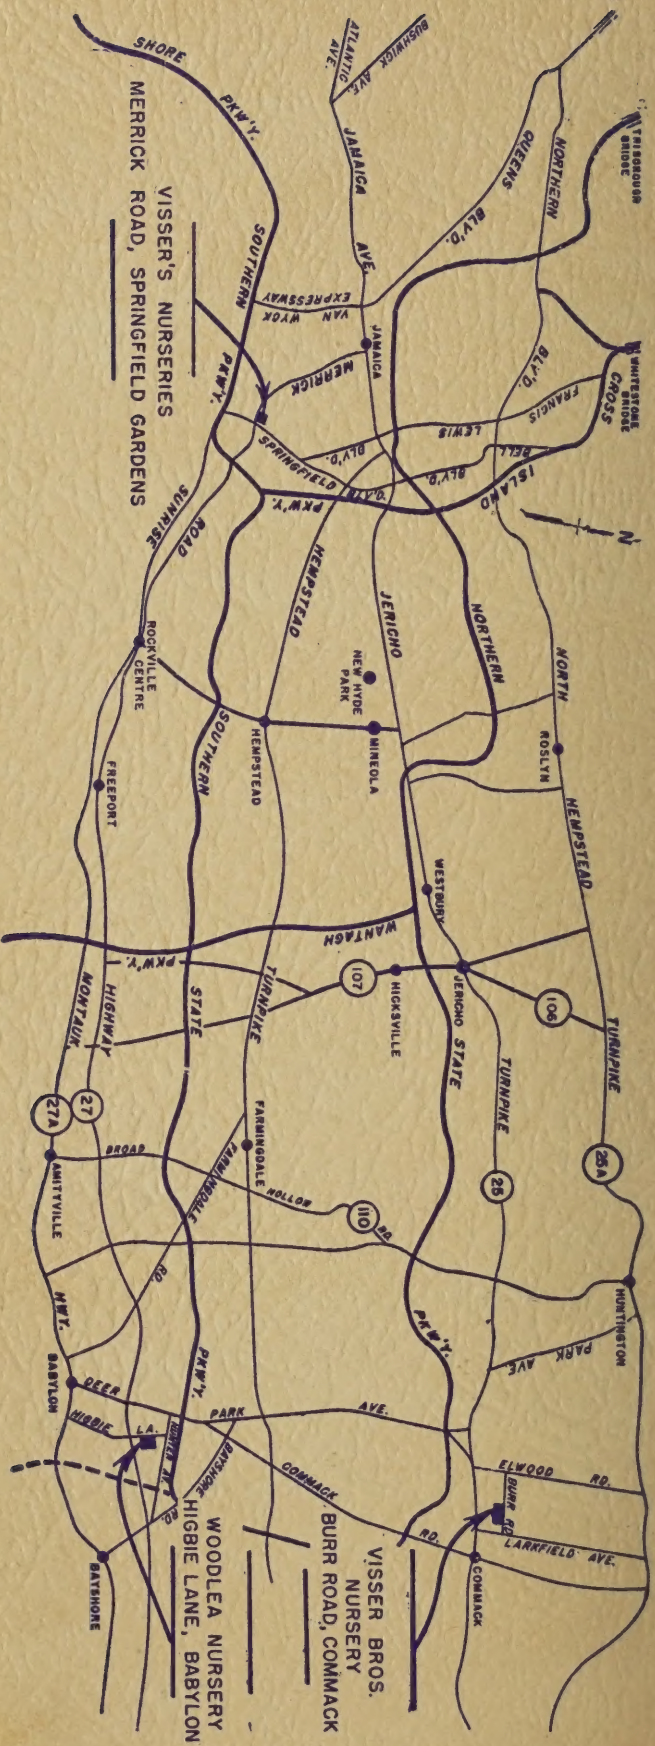 BUSHWICK AVE.
ATLANTIC
AVE.
TRIBOROUGH
BRIDGE
WHITESTONE
BRIDGE
SHORE PKW'Y.
JAMAICA AVE.
QUEENS BLV'D.
NORTHERN BLV'D.
VAN WYCK
EXPRESSWAY
JAMAICA
MERRICK ROAD
SOUTHERN PKW'Y.
FRANCIS LEWIS BLV'D.
BELL BLV'D.
SPRINGFIELD BLV'D.
CROSS ISLAND PKW'Y.
N
VISSER'S NURSERIES
MERRICK ROAD, SPRINGFIELD GARDENS
SUNRISE HIGHWAY
HEMPSTEAD TURNPIKE
JERICHO TURNPIKE
NORTHERN STATE PKW'Y.
NORTH HEMPSTEAD TURNPIKE
SOUTHERN STATE PKW'Y.
ROCKVILLE
CENTRE
NEW HYDE
PARK
HEMPSTEAD
MINEOLA
ROSLYN
FREEPORT
WESTBURY
WANTAGH PKW'Y.
107
HICKSVILLE
JERICHO
106
MONTAUK HWY.
27A
27
25
25A
AMITYVILLE
FARMINGDALE
BROAD HOLLOW RD.
110
FARMINGDALE RD.
HUNTINGTON
PARK AVE
BABYLON
DEER PARK AVE.
HIGBIE LA.
BAYSHORE RD.
COMMACK RD.
ELWOOD RD.
BURR RD.
LARKFIELD AVE.
COMMACK
BAYSHORE
VISSER BROS.
NURSERY
BURR ROAD, COMMACK
WOODLEA NURSERY
HIGBIE LANE, BABYLON